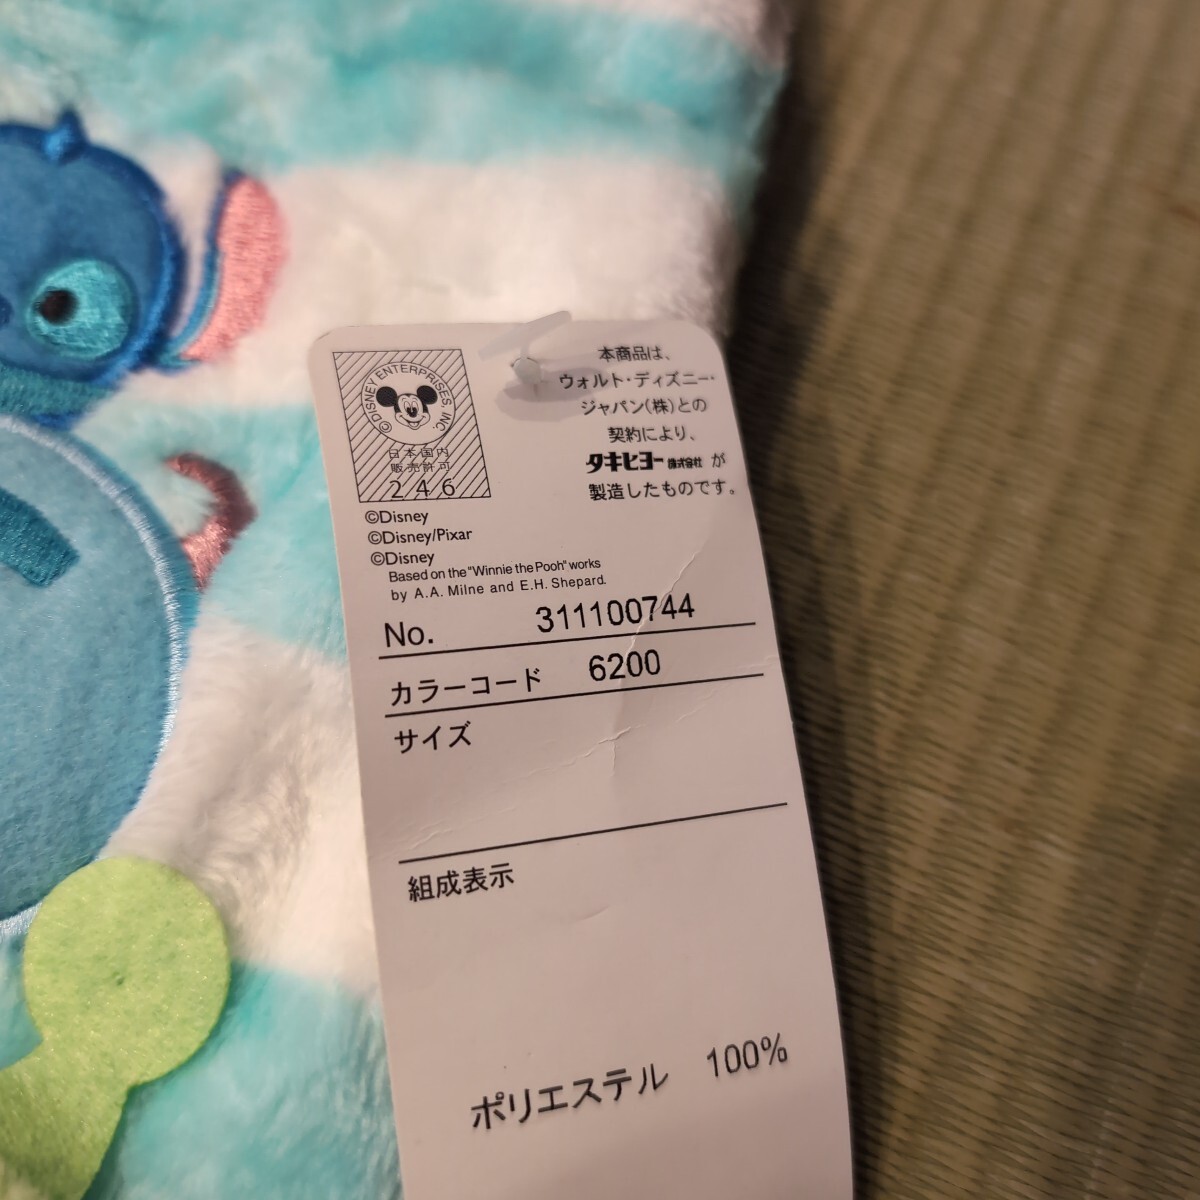 ©DISNEY ENTERPRISES, INC.
日本国内
販売許可
246
本商品は、
ウォルト・ディズニー・
ジャパン(株)との
契約により、
タキヒヨー株式会社 が
製造したものです。
©Disney
©Disney/Pixar
©Disney
Based on the "Winnie the Pooh" works
by A.A. Milne and E.H. Shepard.
No. 311100744
カラーコード 6200
サイズ
組成表示
ポリエステル 100%